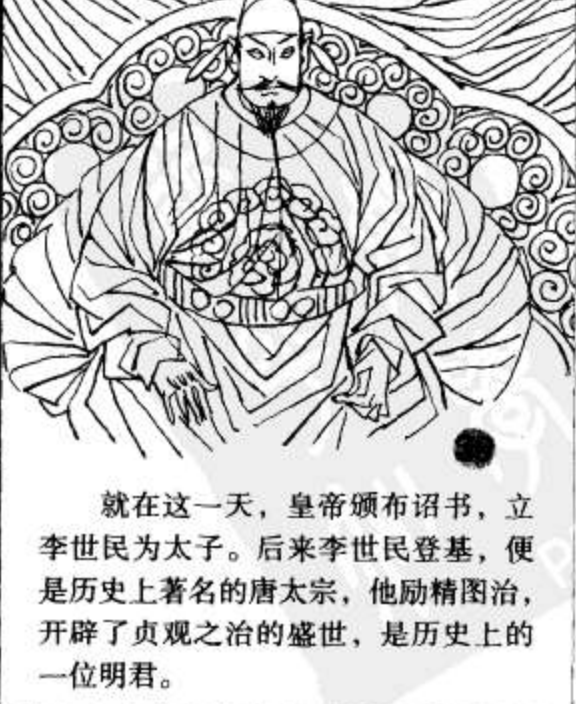 就在这一天，皇帝颁布诏书，立
李世民为太子。后来李世民登基，便
是历史上著名的唐太宗，他励精图治，
开辟了贞观之治的盛世，是历史上的
一位明君。